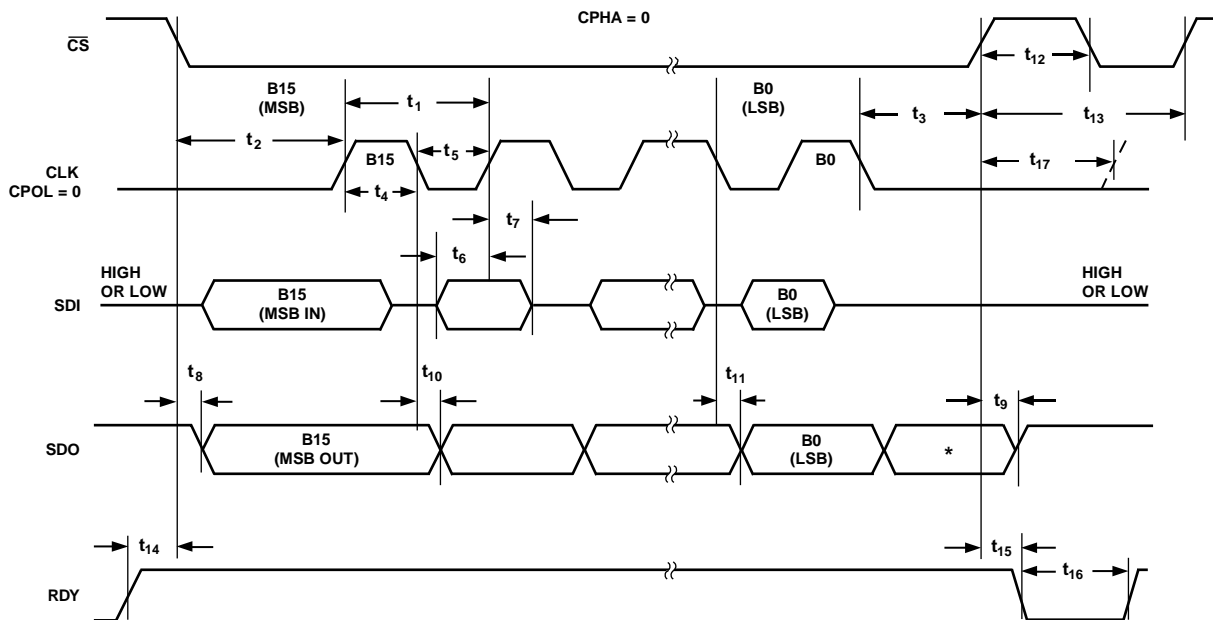 CPHA = 0
CS
t12
B15
(MSB)
t1
B0
(LSB)
t3
t13
t2
B15
t5
B0
t17
CLK
CPOL = 0
t4
t7
t6
HIGH
OR LOW
HIGH
OR LOW
SDI
B15
(MSB IN)
B0
(LSB)
t8
t10
t11
t9
SDO
B15
(MSB OUT)
B0
(LSB)
*
t14
t15
t16
RDY